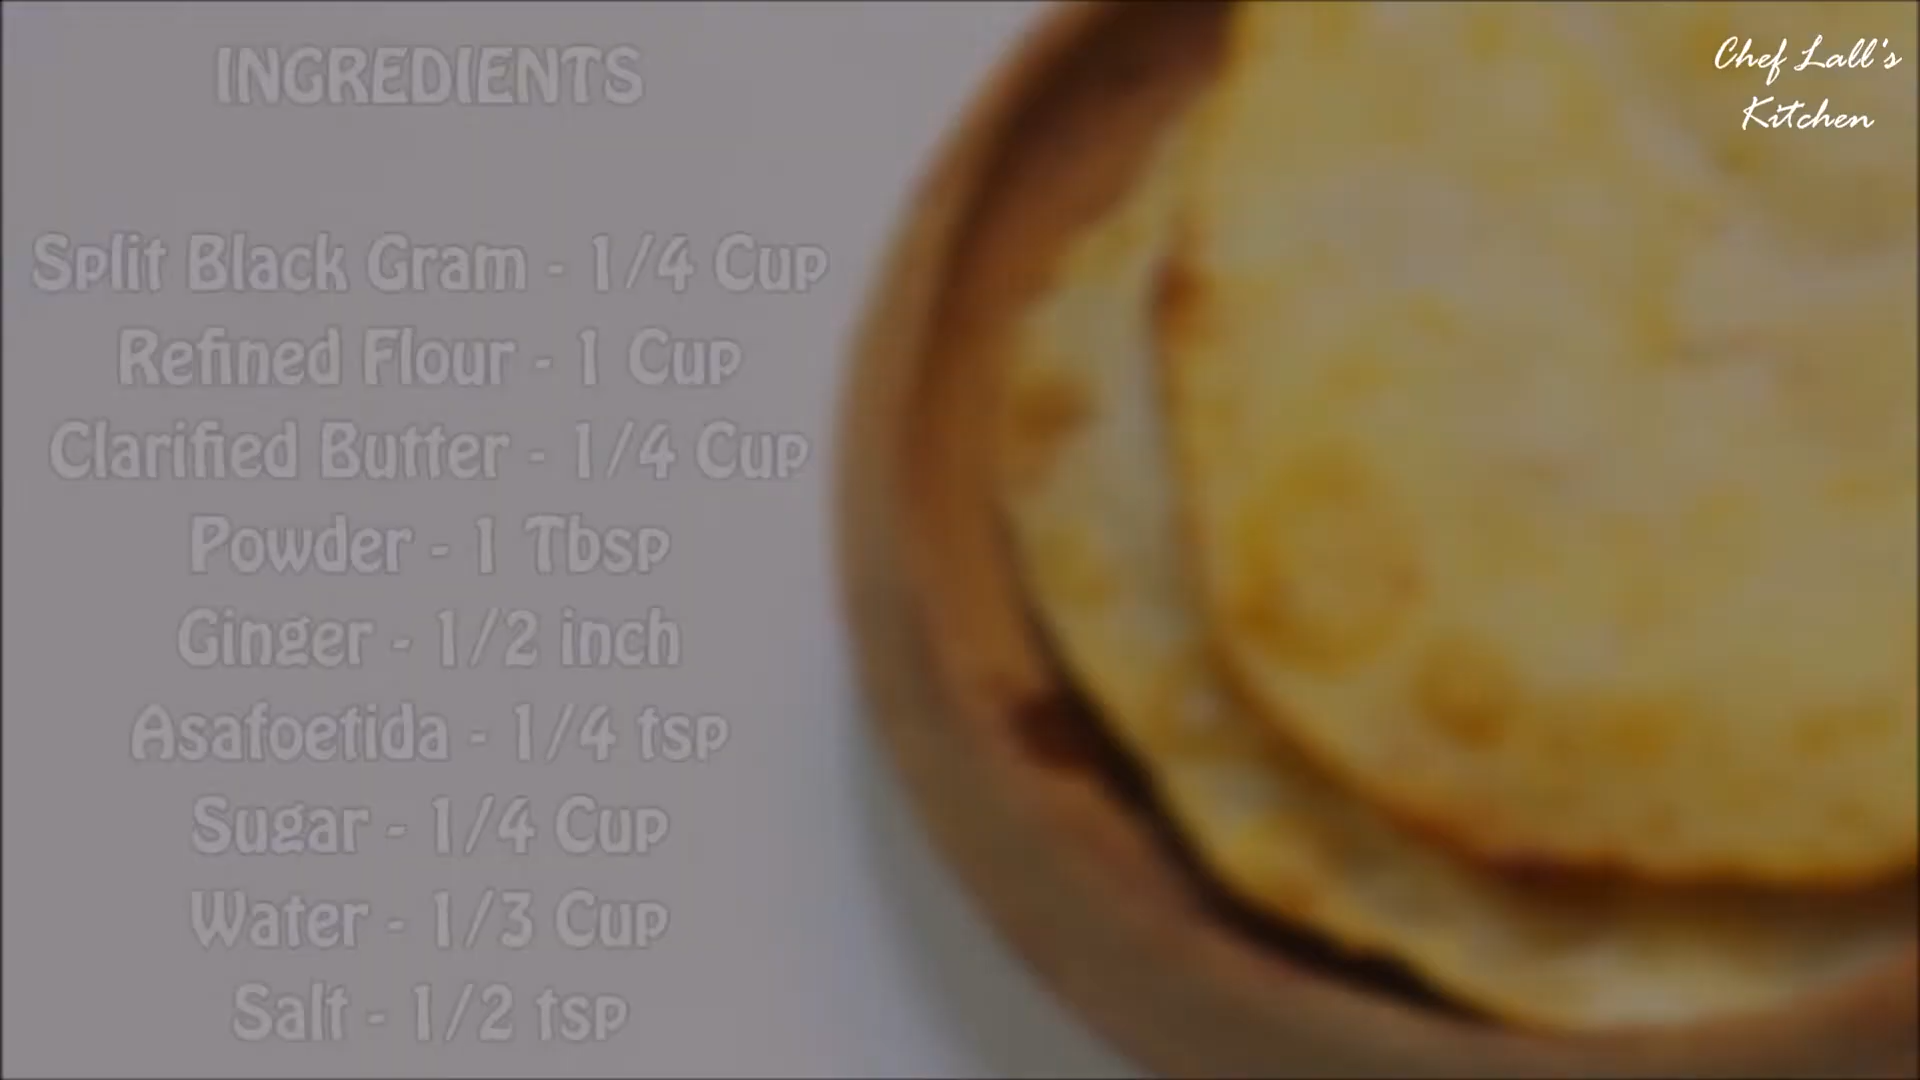 INGREDIENTS
Chef Lall's
Kitchen
Split Black Gram - 1/4 Cup
Refined Flour - 1 Cup
Clarified Butter - 1/4 Cup
Powder - 1 Tbsp
Ginger - 1/2 inch
Asafoetida - 1/4 tsp
Sugar - 1/4 Cup
Water - 1/3 Cup
Salt - 1/2 tsp